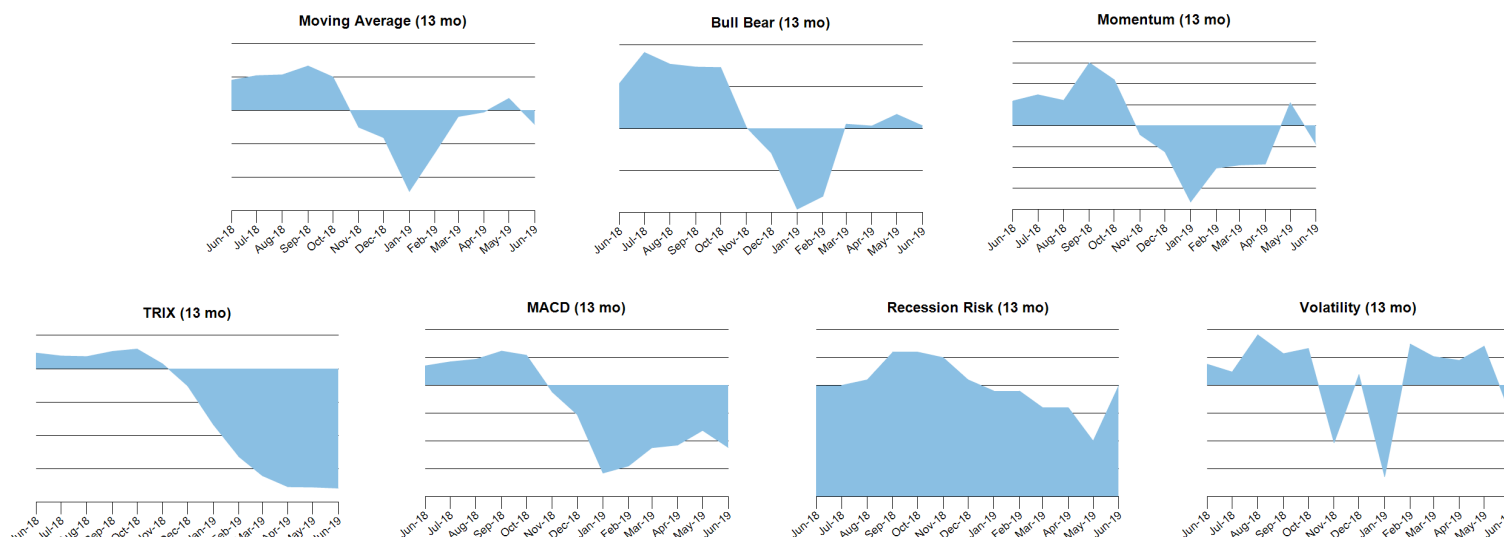 Moving Average (13 mo)
Bull Bear (13 mo)
Momentum (13 mo)
Jun-18 Jul-18 Aug-18 Sep-18 Oct-18 Nov-18 Dec-18 Jan-19 Feb-19 Mar-19 Apr-19 May-19 Jun-19
Jun-18 Jul-18 Aug-18 Sep-18 Oct-18 Nov-18 Dec-18 Jan-19 Feb-19 Mar-19 Apr-19 May-19 Jun-19
Jun-18 Jul-18 Aug-18 Sep-18 Oct-18 Nov-18 Dec-18 Jan-19 Feb-19 Mar-19 Apr-19 May-19 Jun-19
TRIX (13 mo)
MACD (13 mo)
Recession Risk (13 mo)
Volatility (13 mo)
Jun-18 Jul-18 Aug-18 Sep-18 Oct-18 Nov-18 Dec-18 Jan-19 Feb-19 Mar-19 Apr-19 May-19 Jun-19
Jun-18 Jul-18 Aug-18 Sep-18 Oct-18 Nov-18 Dec-18 Jan-19 Feb-19 Mar-19 Apr-19 May-19 Jun-19
Jun-18 Jul-18 Aug-18 Sep-18 Oct-18 Nov-18 Dec-18 Jan-19 Feb-19 Mar-19 Apr-19 May-19 Jun-19
Jun-18 Jul-18 Aug-18 Sep-18 Oct-18 Nov-18 Dec-18 Jan-19 Feb-19 Mar-19 Apr-19 May-19